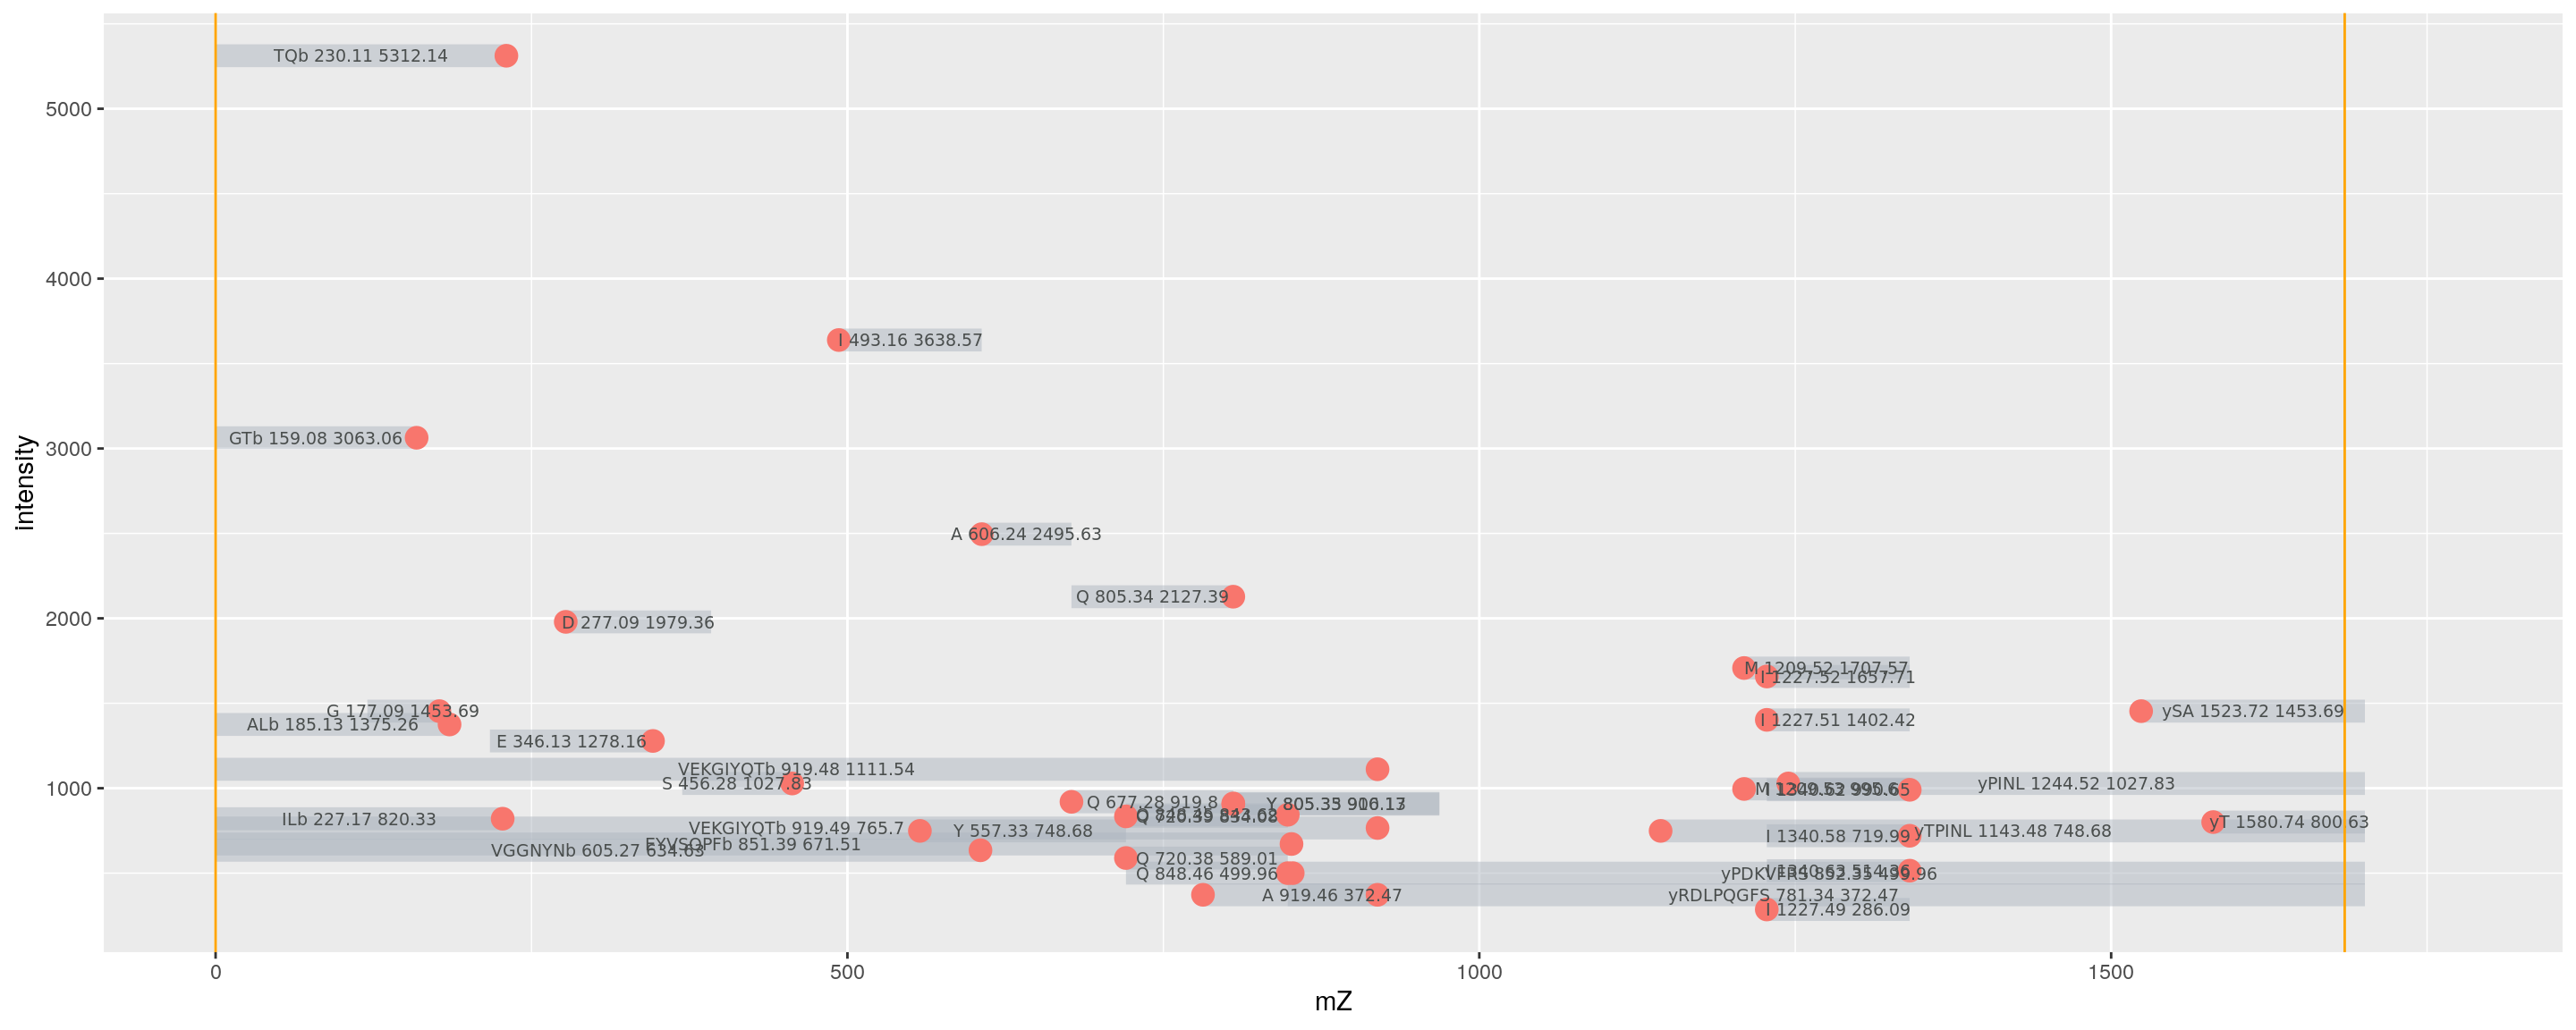 TQb 230.11 5312.14
5000
4000
I 493.16 3638.57
GTb 159.08 3063.06
3000
intensity
A 606.24 2495.63
Q 805.34 2127.39
D 277.09 1979.36
2000
M 1209.52 1707.57
I 1227.52 1657.71
G 177.09 1453.69
ySA 1523.72 1453.69
I 1227.51 1402.42
ALb 185.13 1375.26
E 346.13 1278.16
VEKGIYQTb 919.48 1111.54
S 456.28 1027.83
yPINL 1244.52 1027.83
1000
Q 677.28 919.8
ILb 227.17 820.33
yT 1580.74 800.63
VEKGIYQTb 919.49 765.7
Y 557.33 748.68
yTPINL 1143.48 748.68
I 1340.58 719.99
EYVSQPFb 851.39 671.51
VGGNYNb 605.27 634.63
Q 720.38 589.01
Q 848.46 499.96
A 919.46 372.47
yRDLPQGFS 781.34 372.47
I 1227.49 286.09
0
500
1000
1500
mZ